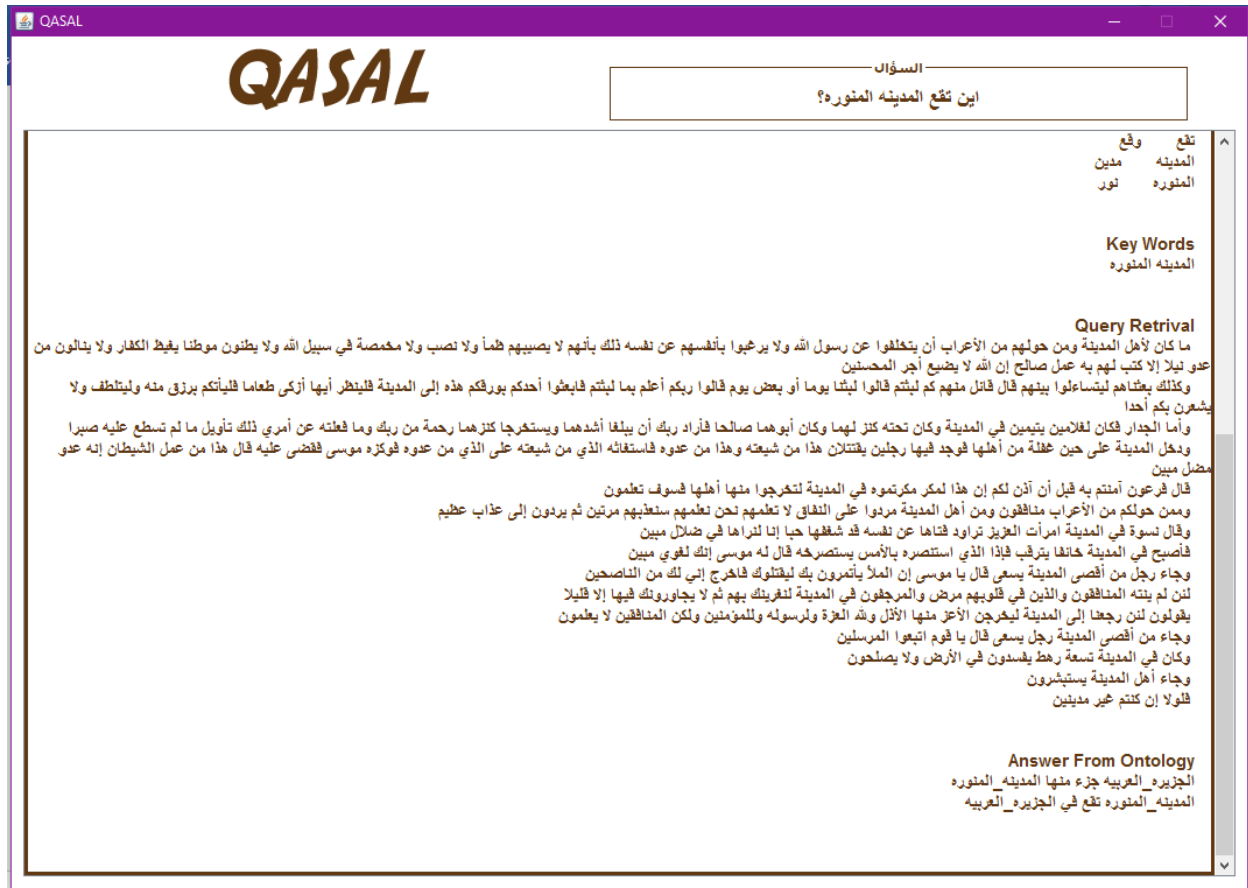 QASAL
QASAL
السؤال
اين تقع المدينه المنوره؟
تقع وقع
المدينه مدين
المنوره نور
Key Words
المدينه المنوره
Query Retrival
ما كان لأهل المدينة ومن حولهم من الأعراب أن يتخلفوا عن رسول الله ولا يرغبوا بأنفسهم عن نفسه ذلك بأنهم لا يصيبهم ظمأ ولا نصب ولا مخمصة في سبيل الله ولا يطئون موطنا يغيظ الكفار ولا ينالون من
عدو نيلا إلا كتب لهم به عمل صالح إن الله لا يضيع أجر المحسنين
وكذلك بعثناهم ليتساءلوا بينهم قال قائل منهم كم لبثتم قالوا لبثنا يوما أو بعض يوم قالوا ربكم أعلم بما لبثتم فابعثوا أحدكم بورقكم هذه إلى المدينة فلينظر أيها أزكى طعاما فليأتكم برزق منه وليتلطف ولا
يشعرن بكم أحدا
وأما الجدار فكان لغلامين يتيمين في المدينة وكان تحته كنز لهما وكان أبوهما صالحا فأراد ربك أن يبلغا أشدهما ويستخرجا كنزهما رحمة من ربك وما فعلته عن أمري ذلك تأويل ما لم تسطع عليه صبرا
ودخل المدينة على حين غفلة من أهلها فوجد فيها رجلين يقتتلان هذا من شيعته وهذا من عدوه فاستغاثه الذي من شيعته على الذي من عدوه فوكزه موسى فقضى عليه قال هذا من عمل الشيطان إنه عدو
مضل مبين
قال فرعون آمنتم به قبل أن آذن لكم إن هذا لمكر مكرتموه في المدينة لتخرجوا منها أهلها فسوف تعلمون
وممن حولكم من الأعراب منافقون ومن أهل المدينة مردوا على النفاق لا تعلمهم نحن نعلمهم سنعذبهم مرتين ثم يردون إلى عذاب عظيم
وقال نسوة في المدينة امرأت العزيز تراود فتاها عن نفسه قد شغفها حبا إنا لنراها في ضلال مبين
فأصبح في المدينة خائفا يترقب فإذا الذي استنصره بالأمس يستصرخه قال له موسى إنك لغوي مبين
وجاء رجل من أقصى المدينة يسعى قال يا موسى إن الملأ يأتمرون بك ليقتلوك فاخرج إني لك من الناصحين
لئن لم ينته المنافقون والذين في قلوبهم مرض والمرجفون في المدينة لنغرينك بهم ثم لا يجاورونك فيها إلا قليلا
يقولون لئن رجعنا إلى المدينة ليخرجن الأعز منها الأذل ولله العزة ولرسوله وللمؤمنين ولكن المنافقين لا يعلمون
وجاء من أقصى المدينة رجل يسعى قال يا قوم اتبعوا المرسلين
وكان في المدينة تسعة رهط يفسدون في الأرض ولا يصلحون
وجاء أهل المدينة يستبشرون
فلولا إن كنتم غير مدينين
Answer From Ontology
الجزيره_العربيه جزء منها المدينه_المنوره
المدينه_المنوره تقع في الجزيره_العربيه